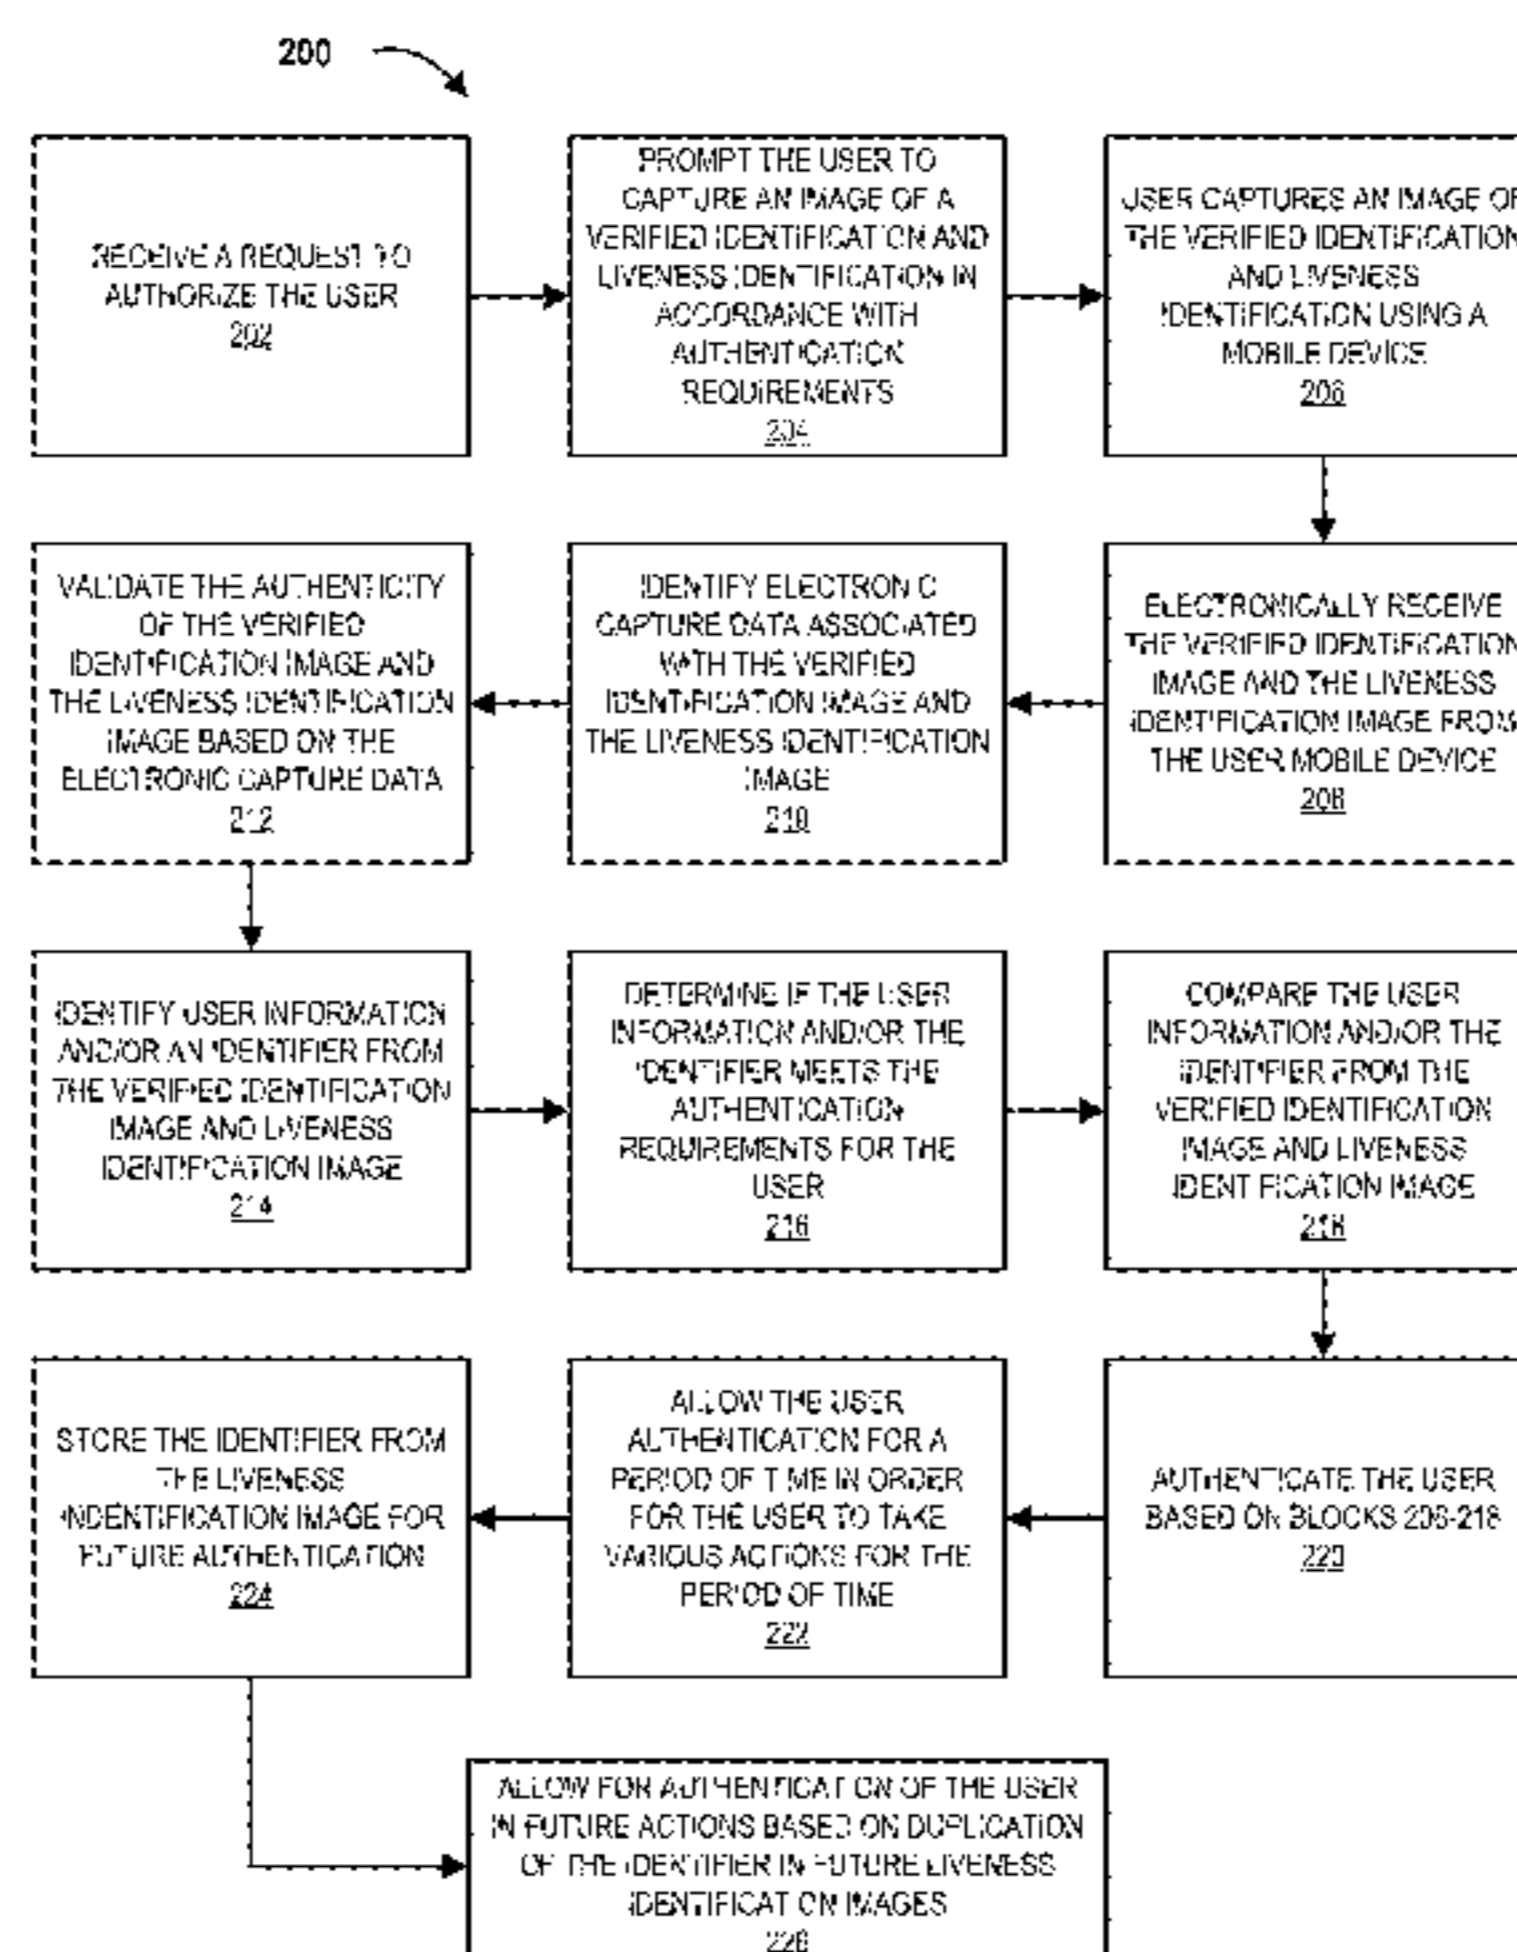 200
RECEIVE A REQUEST TO
AUTHORIZE THE USER
202
PROMPT THE USER TO
CAPTURE AN IMAGE OF A
VERIFIED IDENTIFICATION AND
LIVENESS IDENTIFICATION IN
ACCORDANCE WITH
AUTHENTICATION
REQUIREMENTS
204
USER CAPTURES AN IMAGE OF
THE VERIFIED IDENTIFICATION
AND LIVENESS
IDENTIFICATION USING A
MOBILE DEVICE
206
ELECTRONICALLY RECEIVE
THE VERIFIED IDENTIFICATION
IMAGE AND THE LIVENESS
IDENTIFICATION IMAGE FROM
THE USER MOBILE DEVICE
208
IDENTIFY ELECTRONIC
CAPTURE DATA ASSOCIATED
WITH THE VERIFIED
IDENTIFICATION IMAGE AND
THE LIVENESS IDENTIFICATION
IMAGE
210
VALIDATE THE AUTHENTICITY
OF THE VERIFIED
IDENTIFICATION IMAGE AND
THE LIVENESS IDENTIFICATION
IMAGE BASED ON THE
ELECTRONIC CAPTURE DATA
212
IDENTIFY USER INFORMATION
AND/OR AN IDENTIFIER FROM
THE VERIFIED IDENTIFICATION
IMAGE AND LIVENESS
IDENTIFICATION IMAGE
214
DETERMINE IF THE USER
INFORMATION AND/OR THE
IDENTIFIER MEETS THE
AUTHENTICATION
REQUIREMENTS FOR THE
USER
216
COMPARE THE USER
INFORMATION AND/OR THE
IDENTIFIER FROM THE
VERIFIED IDENTIFICATION
IMAGE AND LIVENESS
IDENTIFICATION IMAGE
218
AUTHENTICATE THE USER
BASED ON BLOCKS 206-218
220
ALLOW THE USER
AUTHENTICATION FOR A
PERIOD OF TIME IN ORDER
FOR THE USER TO TAKE
VARIOUS ACTIONS FOR THE
PERIOD OF TIME
222
STORE THE IDENTIFIER FROM
THE LIVENESS
INDENTIFICATION IMAGE FOR
FUTURE AUTHENTICATION
224
ALLOW FOR AUTHENTICATION OF THE USER
IN FUTURE ACTIONS BASED ON DUPLICATION
OF THE IDENTIFIER IN FUTURE LIVENESS
IDENTIFICATION IMAGES
226